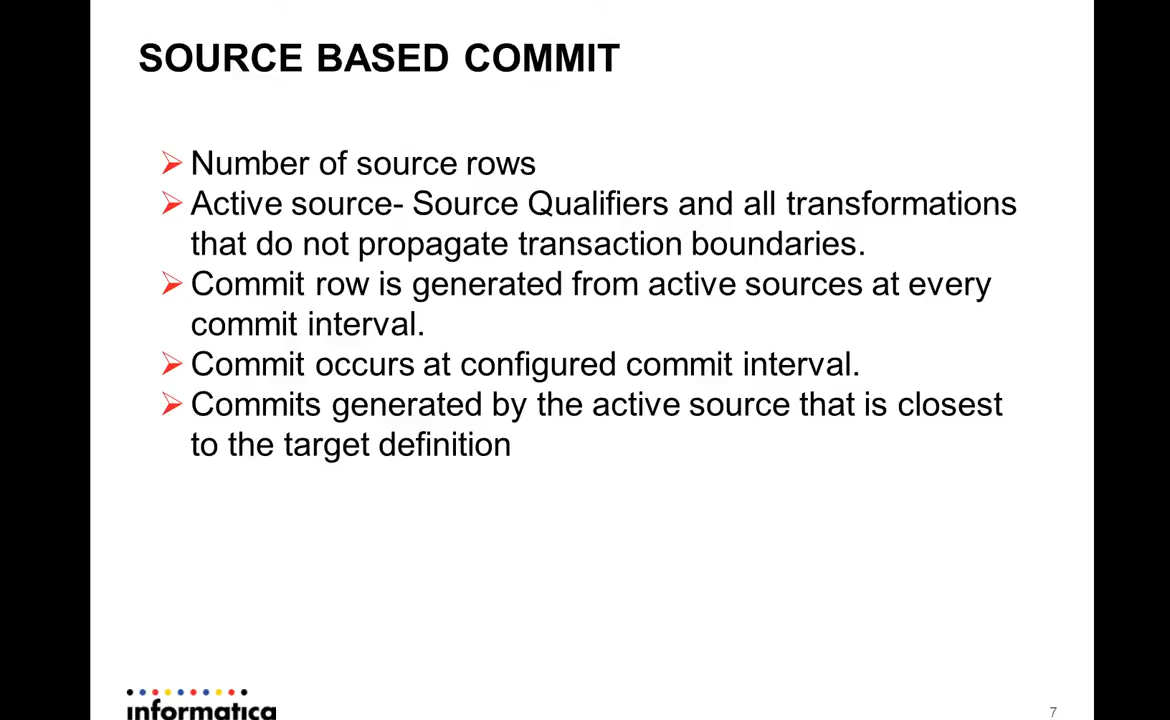 SOURCE BASED COMMIT
Number of source rows
Active source- Source Qualifiers and all transformations
that do not propagate transaction boundaries.
Commit row is generated from active sources at every
commit interval.
Commit occurs at configured commit interval.
Commits generated by the active source that is closest
to the target definition
informatica
7